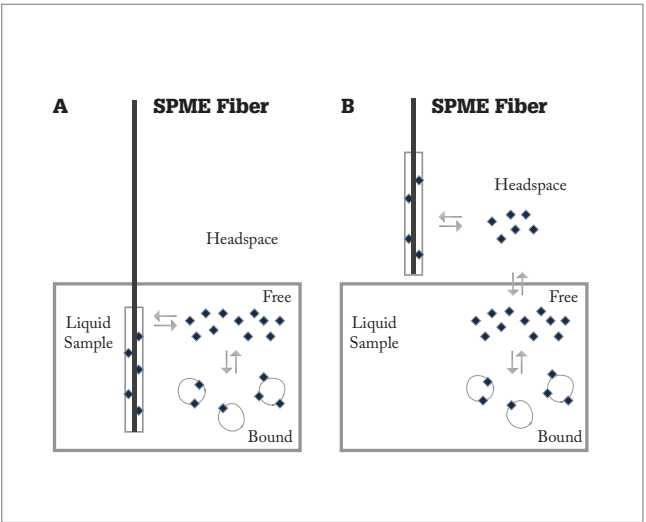 A SPME Fiber
Headspace
Free
Liquid
Sample
Bound
B SPME Fiber
Headspace
Free
Liquid
Sample
Bound